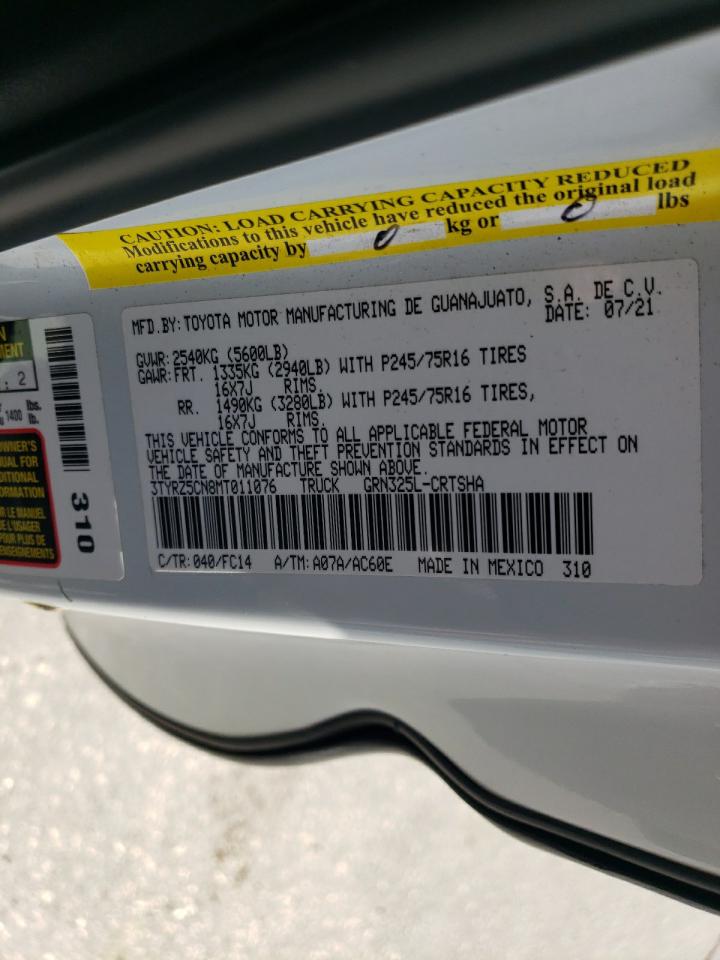 CAUTION: LOAD CARRYING CAPACITY REDUCED
Modifications to this vehicle have reduced the original load
carrying capacity by 0 kg or 0 lbs
MFD.BY:TOYOTA MOTOR MANUFACTURING DE GUANAJUATO, S.A. DE C.V.
DATE: 07/21
GVWR:2540KG (5600LB)
GAWR:FRT. 1335KG (2940LB) WITH P245/75R16 TIRES
16X7J RIMS.
RR. 1490KG (3280LB) WITH P245/75R16 TIRES,
16X7J RIMS.
THIS VEHICLE CONFORMS TO ALL APPLICABLE FEDERAL MOTOR
VEHICLE SAFETY AND THEFT PREVENTION STANDARDS IN EFFECT ON
THE DATE OF MANUFACTURE SHOWN ABOVE.
3TYRZ5CN8MT011076 TRUCK GRN325L-CRTSHA
C/TR:040/FC14 A/TM:A07A/AC60E MADE IN MEXICO 310
: 2
lbs.
1400 lb.
310